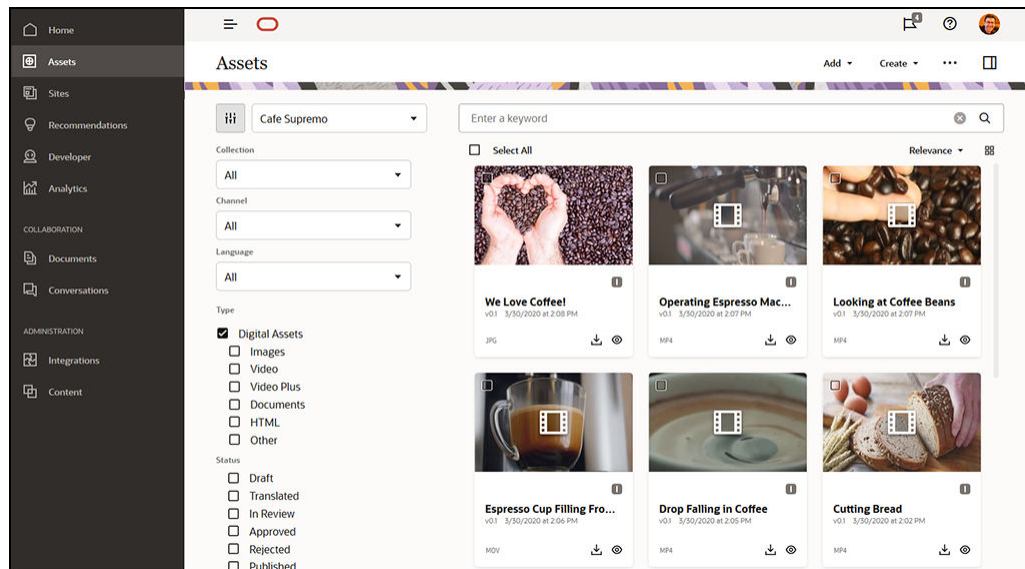 Home
Assets
Sites
Recommendations
Developer
Analytics
COLLABORATION
Documents
Conversations
ADMINISTRATION
Integrations
Content
4
Assets
Add
Create
Cafe Supremo
Enter a keyword
Collection
All
Channel
All
Language
All
Type
Digital Assets
Images
Video
Video Plus
Documents
HTML
Other
Status
Draft
Translated
In Review
Approved
Rejected
Published
Select All
Relevance
We Love Coffee!
v0.1 3/30/2020 at 2:08 PM
JPG
Operating Espresso Mac...
v0.1 3/30/2020 at 2:07 PM
MP4
Looking at Coffee Beans
v0.1 3/30/2020 at 2:07 PM
MP4
Espresso Cup Filling Fro...
v0.1 3/30/2020 at 2:06 PM
MOV
Drop Falling in Coffee
v0.1 3/30/2020 at 2:05 PM
MP4
Cutting Bread
v0.1 3/30/2020 at 2:02 PM
MP4